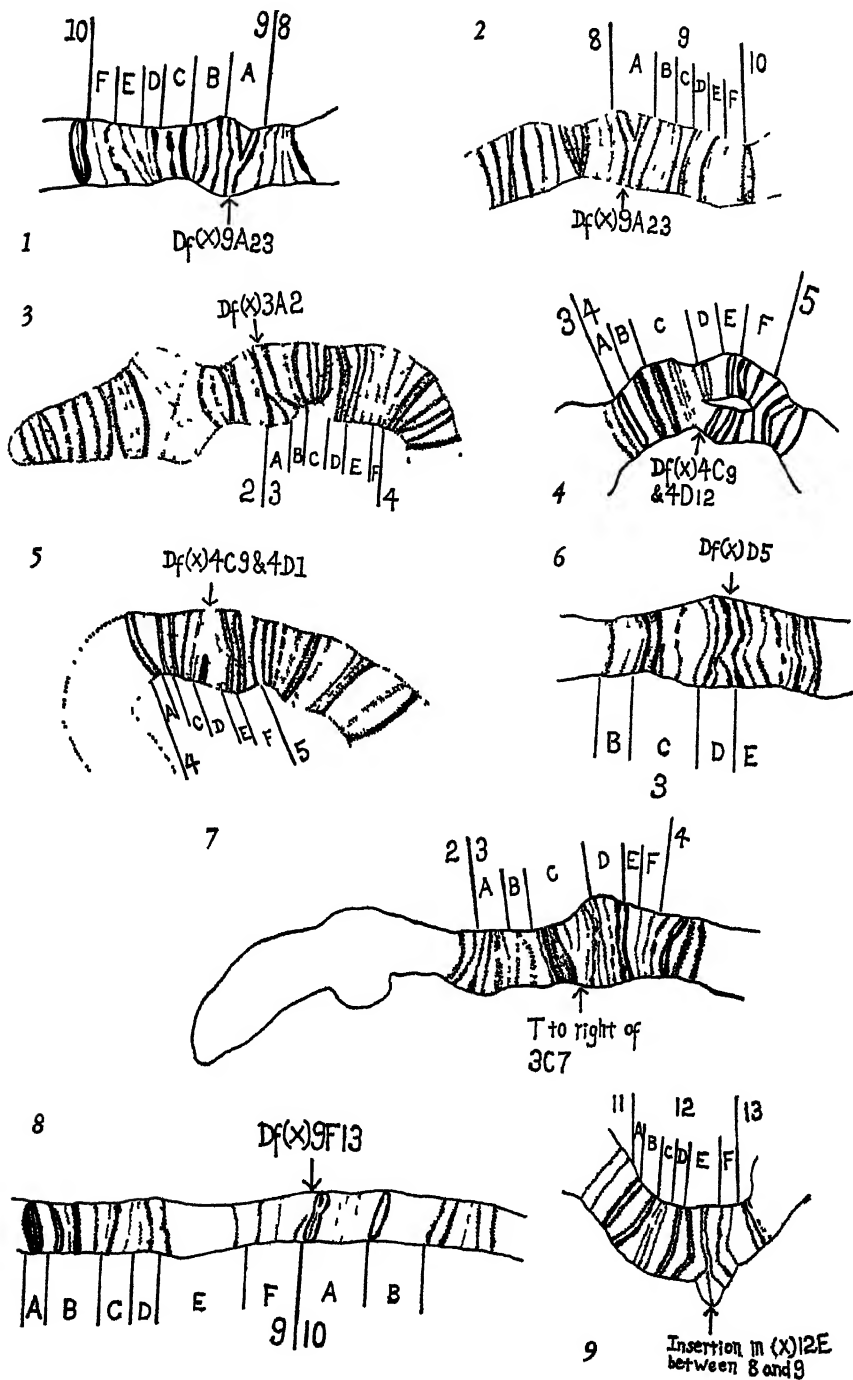 10 9 8
F E D C B A
Df(x)9A23
1
2
8 9 10
A B C D E F
Df(x)9A23
3
Df(x)3A2
A B C D E F
2 3 4
3 4 5
A B C D E F
Df(x)4C9
&4D12
4
5
Df(x)4C9&4D1
A C D E F
4 5
6
Df(x)D5
B C D E
3
7
2 3 4
A B C D E F
T to right of
3C7
8
Df(x)9F13
A B C D E F A B
9 10
11 12 13
A B C D E F
9
Insertion in (x)12E
between 8 and 9